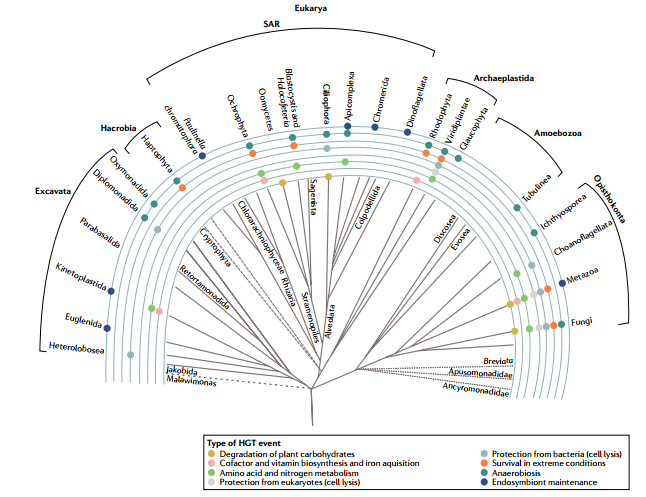 Eukarya
SAR
Archaeplastida
Hacrobia
Amoebozoa
Excavata
Opisthokonta
Heterolobosea
Euglenida
Kinetoplastida
Parabasalida
Diplomonadida
Oxymonadida
Haptophyta
Paulinella
chromatophora
Ochrophyta
Oomycetes
Blastocystis and
Halocafeteria
Ciliophora
Apicomplexa
Chromerida
Dinoflagellata
Rhodophyta
Viridplantae
Glaucophyta
Tubulinea
Ichthyosporea
Choanoflagellata
Metazoa
Fungi
Jakobida
Malawimonas
Retortamonadida
Cryptophyta
Chlorarachniophyceae
Rhizaria
Stramenopiles
Sagenista
Alveolata
Colpodellida
Discosea
Evosea
Breviata
Apusomonadidae
Ancyromonadidae
Type of HGT event
Degradation of plant carbohydrates
Cofactor and vitamin biosynthesis and iron aquisition
Amino acid and nitrogen metabolism
Protection from eukaryotes (cell lysis)
Protection from bacteria (cell lysis)
Survival in extreme conditions
Anaerobiosis
Endosymbiont maintenance